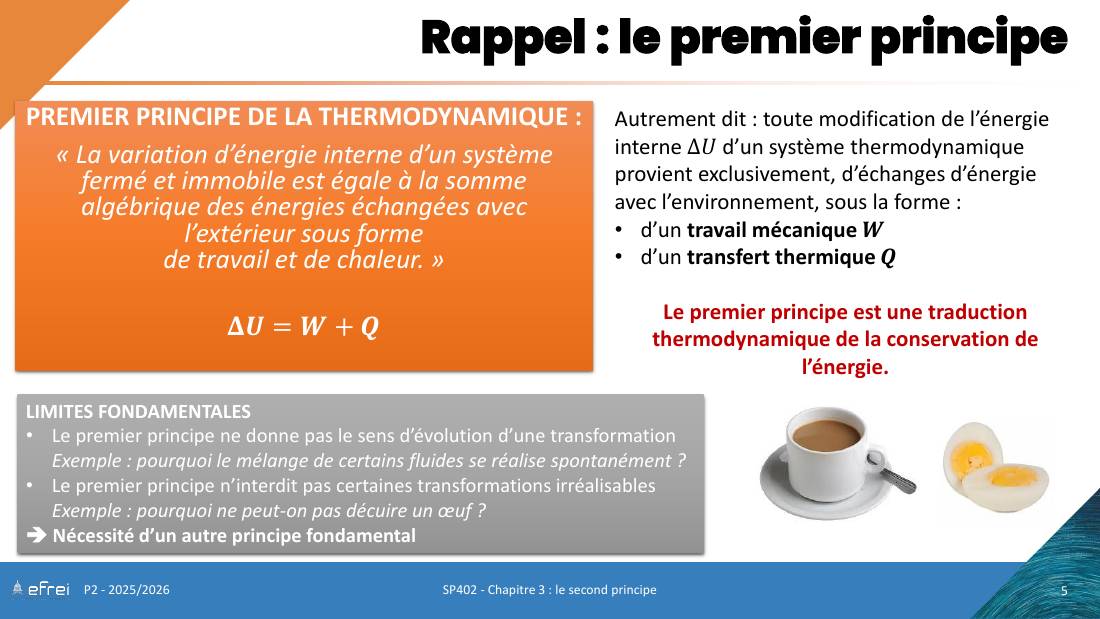 Rappel : le premier principe
PREMIER PRINCIPE DE LA THERMODYNAMIQUE :
« La variation d’énergie interne d’un système
fermé et immobile est égale à la somme
algébrique des énergies échangées avec
l’extérieur sous forme
de travail et de chaleur. »
Δ𝑼 = 𝑾 + 𝑸
Autrement dit : toute modification de l’énergie
interne Δ𝑈 d’un système thermodynamique
provient exclusivement, d’échanges d’énergie
avec l’environnement, sous la forme :
• d’un travail mécanique 𝑾
• d’un transfert thermique 𝑸
Le premier principe est une traduction
thermodynamique de la conservation de
l’énergie.
LIMITES FONDAMENTALES
• Le premier principe ne donne pas le sens d’évolution d’une transformation
Exemple : pourquoi le mélange de certains fluides se réalise spontanément ?
• Le premier principe n’interdit pas certaines transformations irréalisables
Exemple : pourquoi ne peut-on pas décuire un œuf ?
➔ Nécessité d’un autre principe fondamental
efrei P2 - 2025/2026
SP402 - Chapitre 3 : le second principe
5